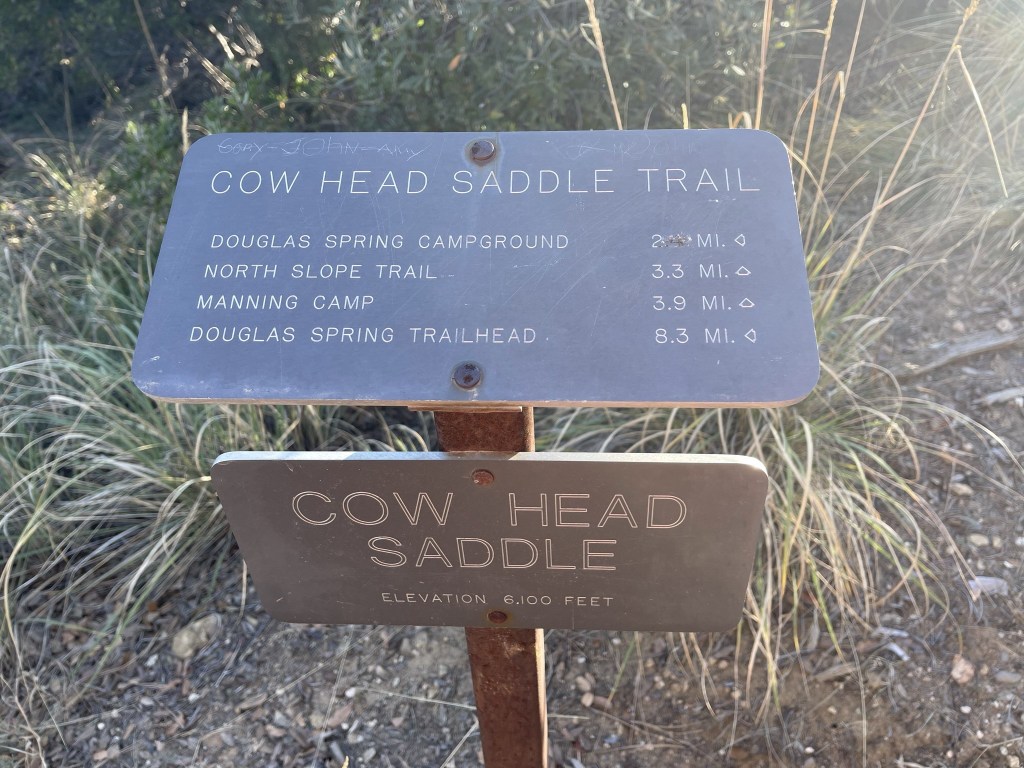 COW HEAD SADDLE TRAIL
DOUGLAS SPRING CAMPGROUND MI.
NORTH SLOPE TRAIL 3.3 MI.
MANNING CAMP 3.9 MI.
DOUGLAS SPRING TRAILHEAD 8.3 MI.
COW HEAD
SADDLE
ELEVATION 6,100 FEET